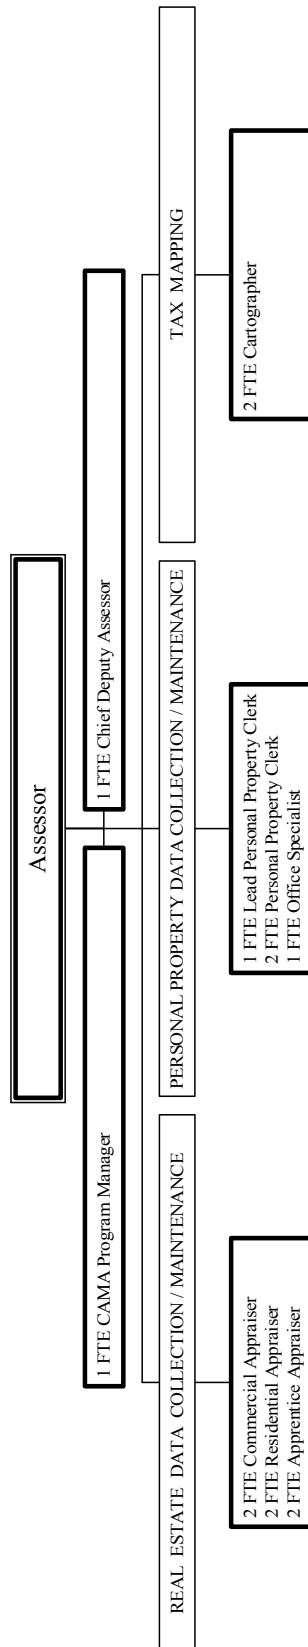 Assessor
1 FTE CAMA Program Manager
1 FTE Chief Deputy Assessor
REAL ESTATE DATA COLLECTION / MAINTENANCE
PERSONAL PROPERTY DATA COLLECTION / MAINTENANCE
TAX MAPPING
2 FTE Commercial Appraiser
2 FTE Residential Appraiser
2 FTE Apprentice Appraiser
1 FTE Lead Personal Property Clerk
2 FTE Personal Property Clerk
1 FTE Office Specialist
2 FTE Cartographer